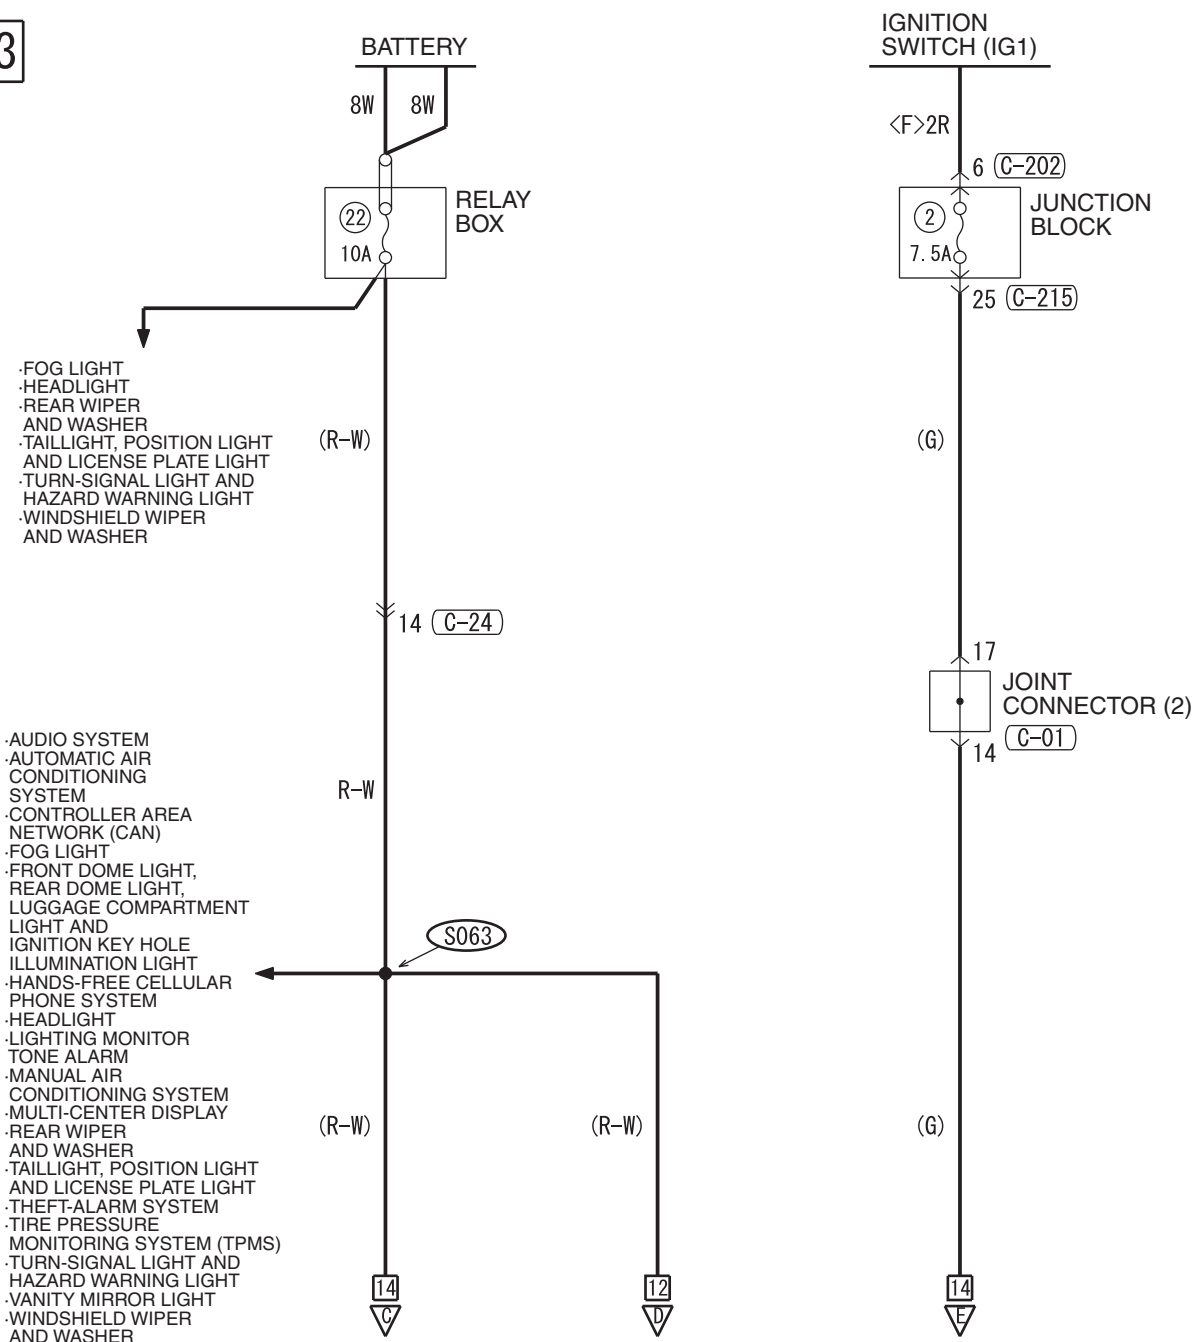 3
BATTERY
8W 8W
22
10A
RELAY
BOX
·FOG LIGHT
·HEADLIGHT
·REAR WIPER
AND WASHER
·TAILLIGHT, POSITION LIGHT
AND LICENSE PLATE LIGHT
·TURN-SIGNAL LIGHT AND
HAZARD WARNING LIGHT
·WINDSHIELD WIPER
AND WASHER
(R-W)
14 C-24
R-W
·AUDIO SYSTEM
·AUTOMATIC AIR
CONDITIONING
SYSTEM
·CONTROLLER AREA
NETWORK (CAN)
·FOG LIGHT
·FRONT DOME LIGHT,
REAR DOME LIGHT,
LUGGAGE COMPARTMENT
LIGHT AND
IGNITION KEY HOLE
ILLUMINATION LIGHT
·HANDS-FREE CELLULAR
PHONE SYSTEM
·HEADLIGHT
·LIGHTING MONITOR
TONE ALARM
·MANUAL AIR
CONDITIONING SYSTEM
·MULTI-CENTER DISPLAY
·REAR WIPER
AND WASHER
·TAILLIGHT, POSITION LIGHT
AND LICENSE PLATE LIGHT
·THEFT-ALARM SYSTEM
·TIRE PRESSURE
MONITORING SYSTEM (TPMS)
·TURN-SIGNAL LIGHT AND
HAZARD WARNING LIGHT
·VANITY MIRROR LIGHT
·WINDSHIELD WIPER
AND WASHER
S063
(R-W) (R-W)
14
C
12
D
IGNITION
SWITCH (IG1)
<F>2R
6 C-202
2
7.5A
JUNCTION
BLOCK
25 C-215
(G)
17
JOINT
CONNECTOR (2)
C-01
14
(G)
14
E